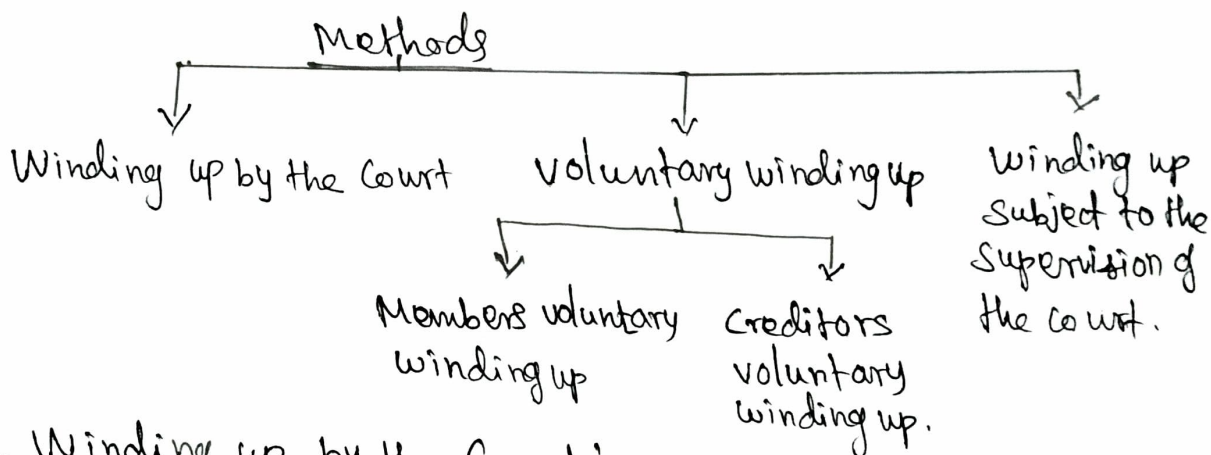 Methods
Winding up by the Court
Voluntary winding up
Members voluntary
winding up
Creditors
voluntary
winding up.
Winding up
subject to the
Supervision of
the court.
Winding up by the Court